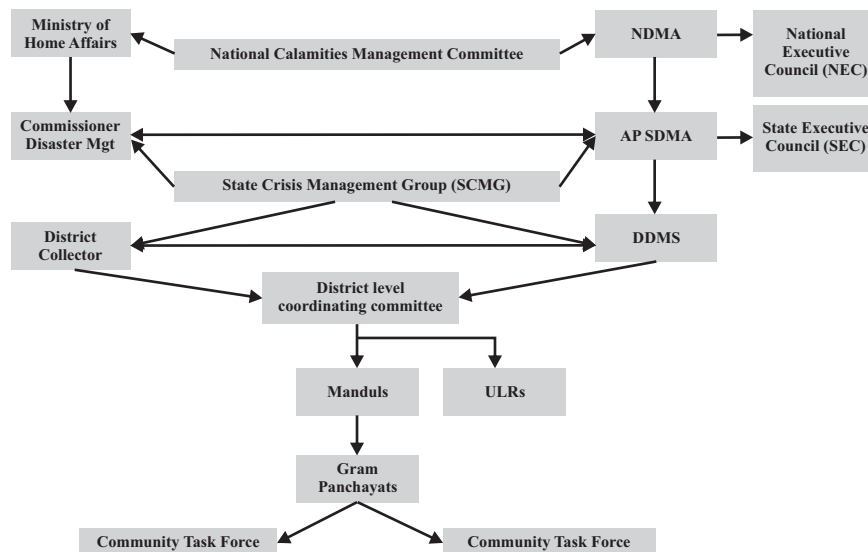 Ministry of
Home Affairs
National Calamities Management Committee
NDMA
National
Executive
Council (NEC)
Commissioner
Disaster Mgt
AP SDMA
State Executive
Council (SEC)
State Crisis Management Group (SCMG)
District
Collector
DDMS
District level
coordinating committee
Manduls
ULRs
Gram
Panchayats
Community Task Force
Community Task Force